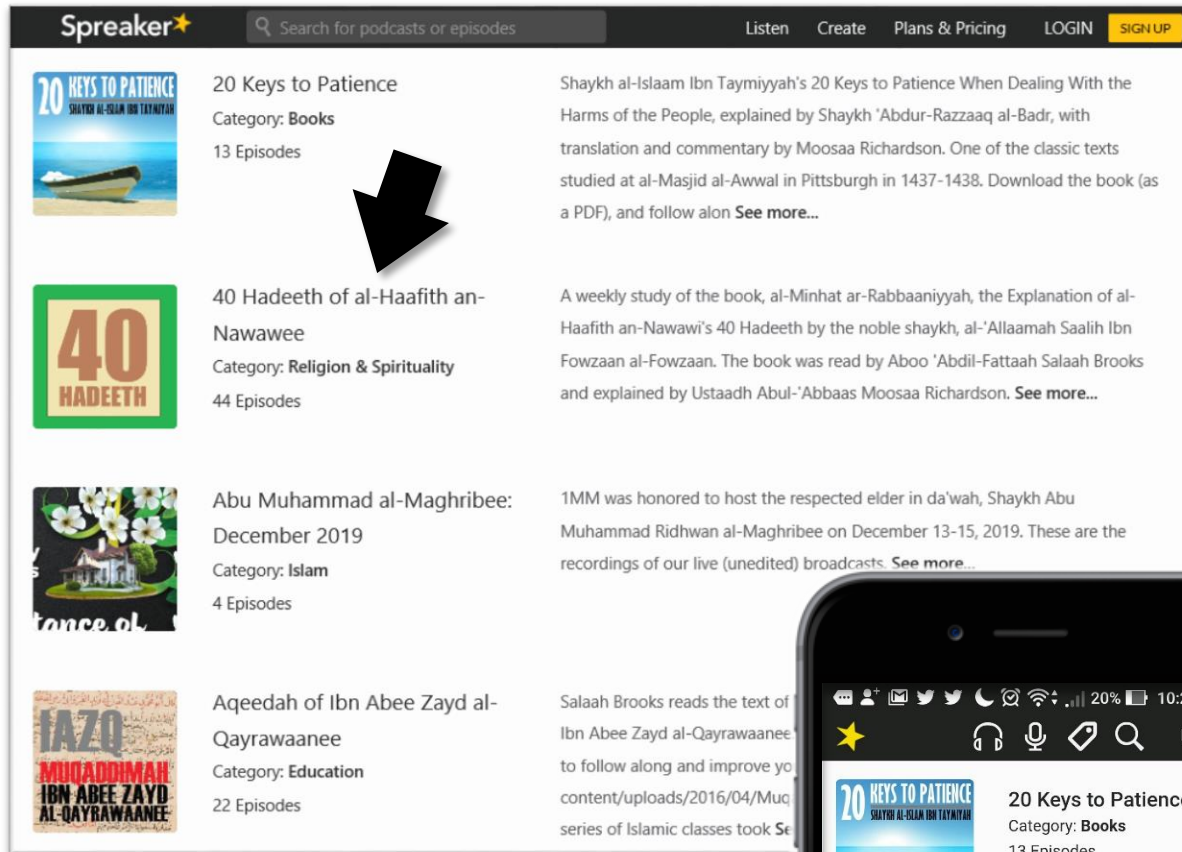 Spreaker
Search for podcasts or episodes
Listen Create Plans & Pricing LOGIN SIGN UP
20 KEYS TO PATIENCE
SHAYKH AL-ISLAM IBN TAYMIYAH
20 Keys to Patience
Category: Books
13 Episodes
Shaykh al-Islaam Ibn Taymiyyah's 20 Keys to Patience When Dealing With the
Harms of the People, explained by Shaykh 'Abdur-Razzaaq al-Badr, with
translation and commentary by Moosaa Richardson. One of the classic texts
studied at al-Masjid al-Awwal in Pittsburgh in 1437-1438. Download the book (as
a PDF), and follow alon See more...
40
HADEETH
40 Hadeeth of al-Haafith an-
Nawawee
Category: Religion & Spirituality
44 Episodes
A weekly study of the book, al-Minhat ar-Rabbaaniyyah, the Explanation of al-
Haafith an-Nawawi's 40 Hadeeth by the noble shaykh, al-'Allaamah Saalih Ibn
Fowzaan al-Fowzaan. The book was read by Aboo 'Abdil-Fattaah Salaah Brooks
and explained by Ustaadh Abul-'Abbaas Moosaa Richardson. See more...
tance of
Abu Muhammad al-Maghribee:
December 2019
Category: Islam
4 Episodes
1MM was honored to host the respected elder in da'wah, Shaykh Abu
Muhammad Ridhwan al-Maghribee on December 13-15, 2019. These are the
recordings of our live (unedited) broadcasts. See more...
IAZQ
MUQADDIMAH
IBN ABEE ZAYD
AL-QAYRAWAANEE
Aqeedah of Ibn Abee Zayd al-
Qayrawaanee
Category: Education
22 Episodes
Salaah Brooks reads the text of
Ibn Abee Zayd al-Qayrawaanee
to follow along and improve yo
content/uploads/2016/04/Muq
series of Islamic classes took Se
20% 10:2
20 KEYS TO PATIENCE
SHAYKH AL-ISLAM IBN TAYMIYAH
20 Keys to Patience
Category: Books
13 Episodes